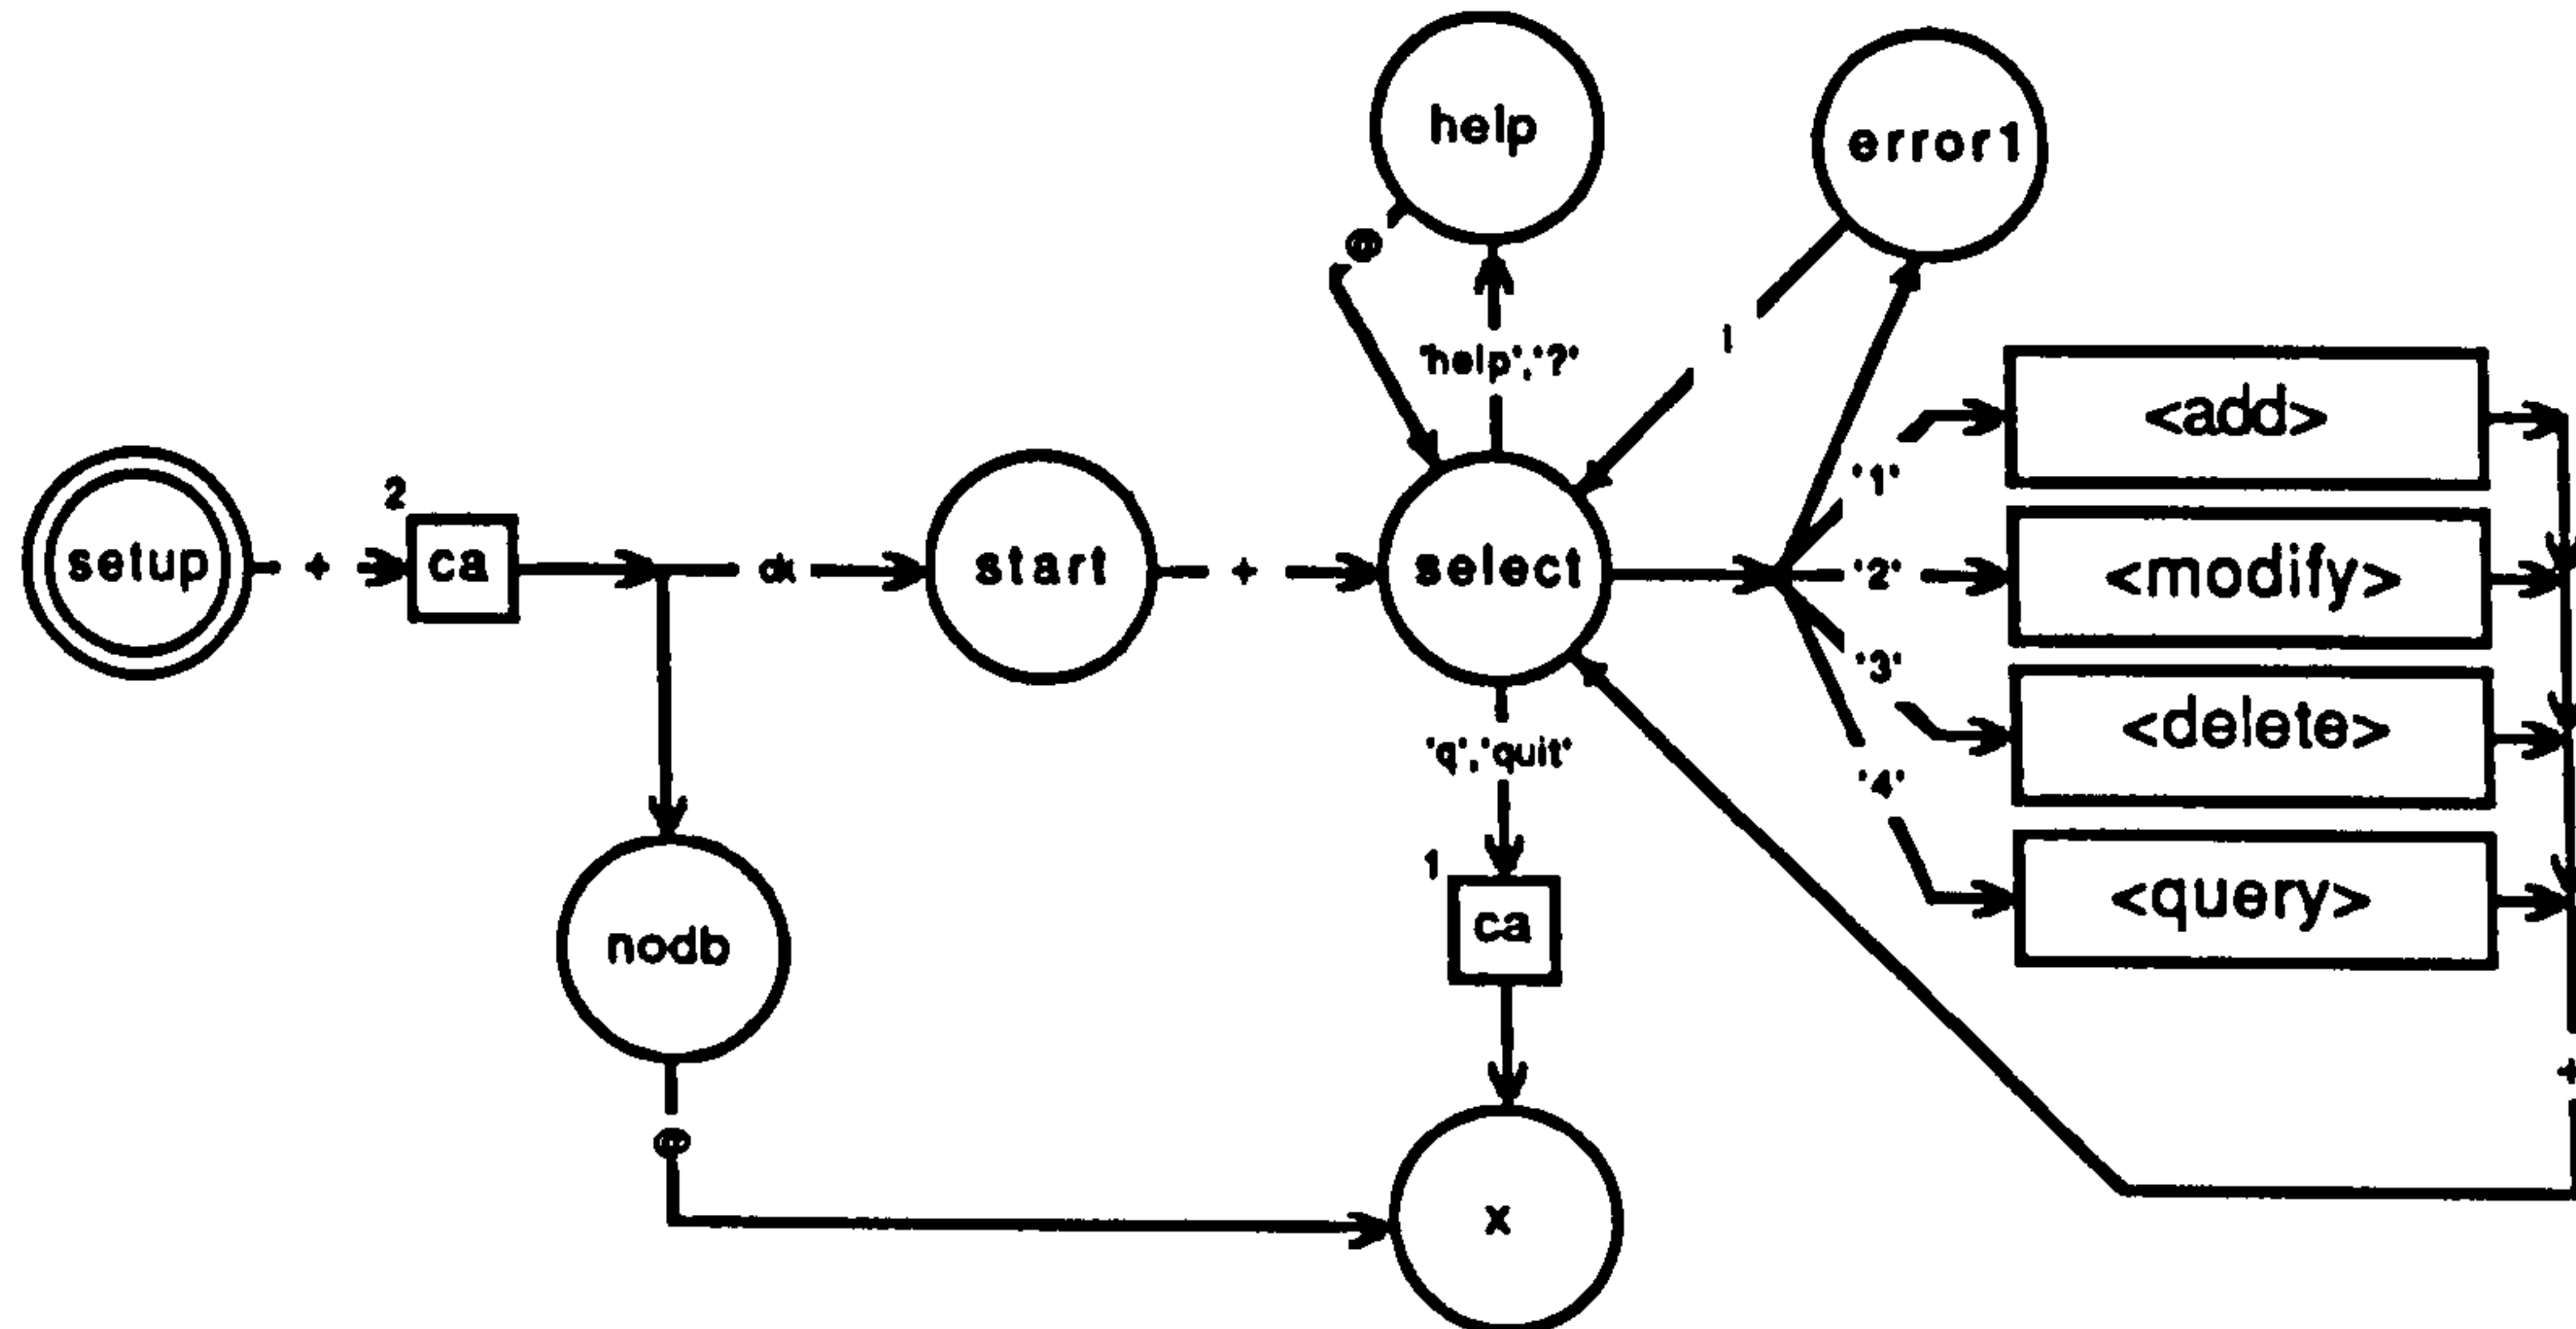 help
error1
'help','?'
<add>
'1'
2
setup
+
ca
start
+
select
'2'
<modify>
'3'
<delete>
'q','quit'
'4'
1
ca
<query>
nodb
+
x